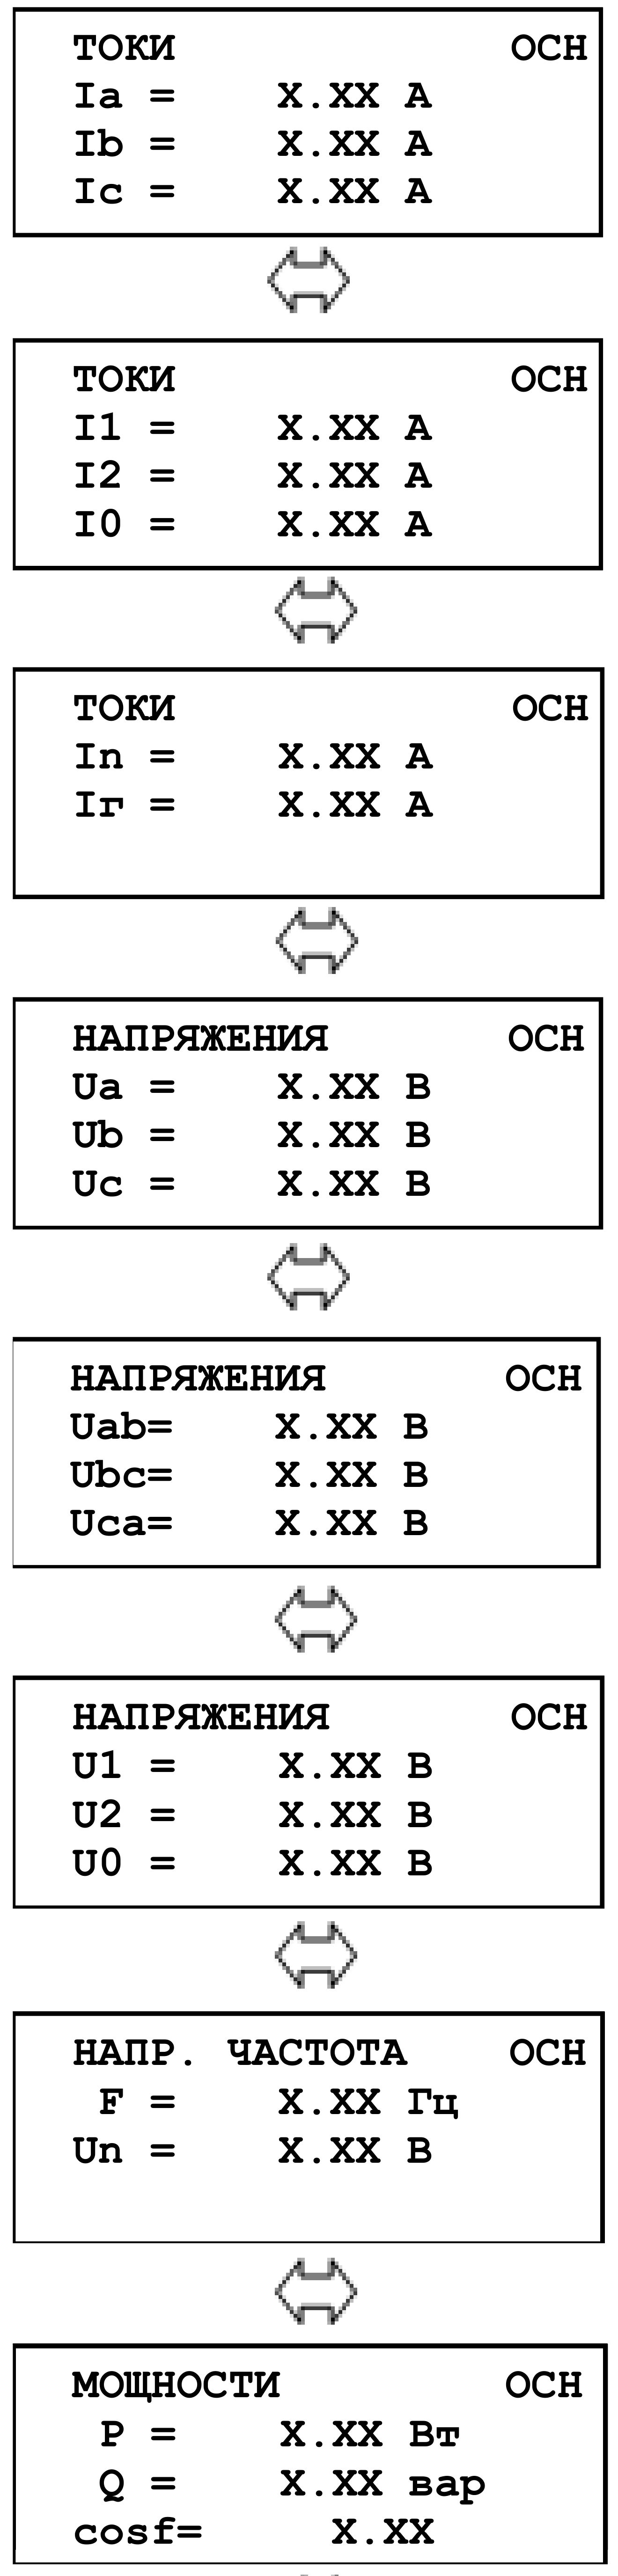 ТОКИ ОСН
Ia = X.XX А
Ib = X.XX А
Ic = X.XX А
ТОКИ ОСН
I1 = X.XX А
I2 = X.XX А
I0 = X.XX А
ТОКИ ОСН
In = X.XX А
Iг = X.XX А
НАПРЯЖЕНИЯ ОСН
Ua = X.XX В
Ub = X.XX В
Uc = X.XX В
НАПРЯЖЕНИЯ ОСН
Uab= X.XX В
Ubc= X.XX В
Uca= X.XX В
НАПРЯЖЕНИЯ ОСН
U1 = X.XX В
U2 = X.XX В
U0 = X.XX В
НАПР. ЧАСТОТА ОСН
F = X.XX Гц
Un = X.XX В
МОЩНОСТИ ОСН
P = X.XX Вт
Q = X.XX вар
cosf= X.XX